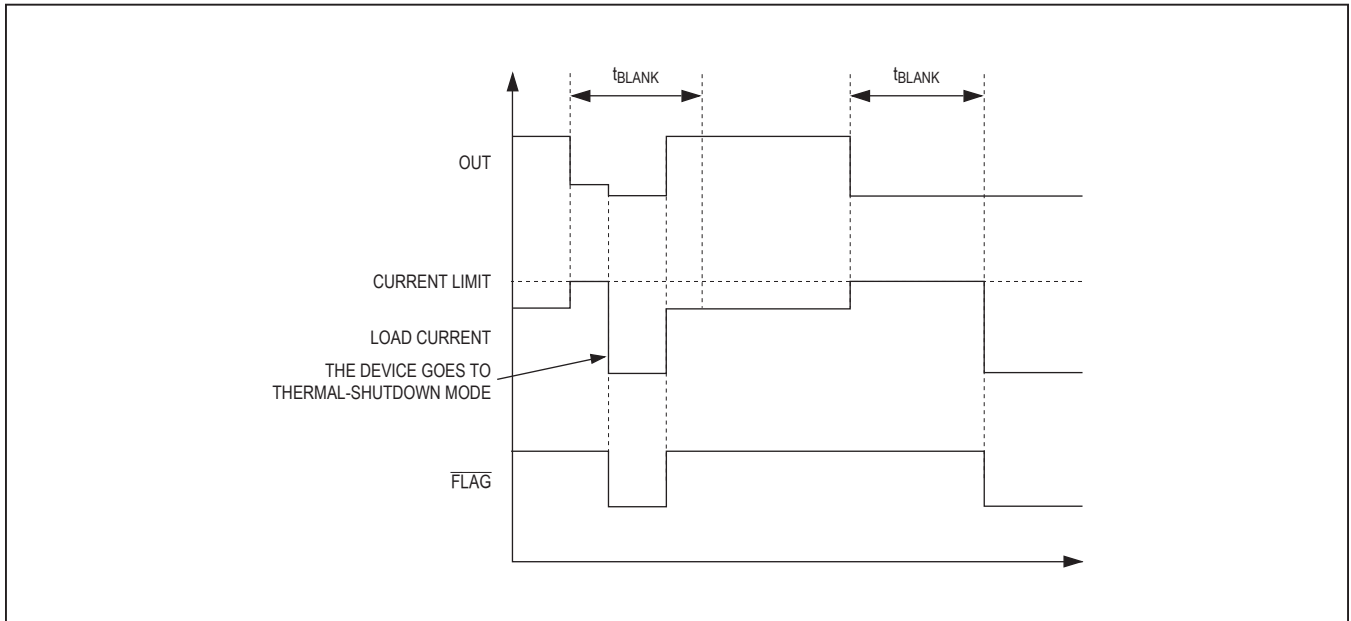 tBLANK
tBLANK
OUT
CURRENT LIMIT
LOAD CURRENT
THE DEVICE GOES TO
THERMAL-SHUTDOWN MODE
FLAG